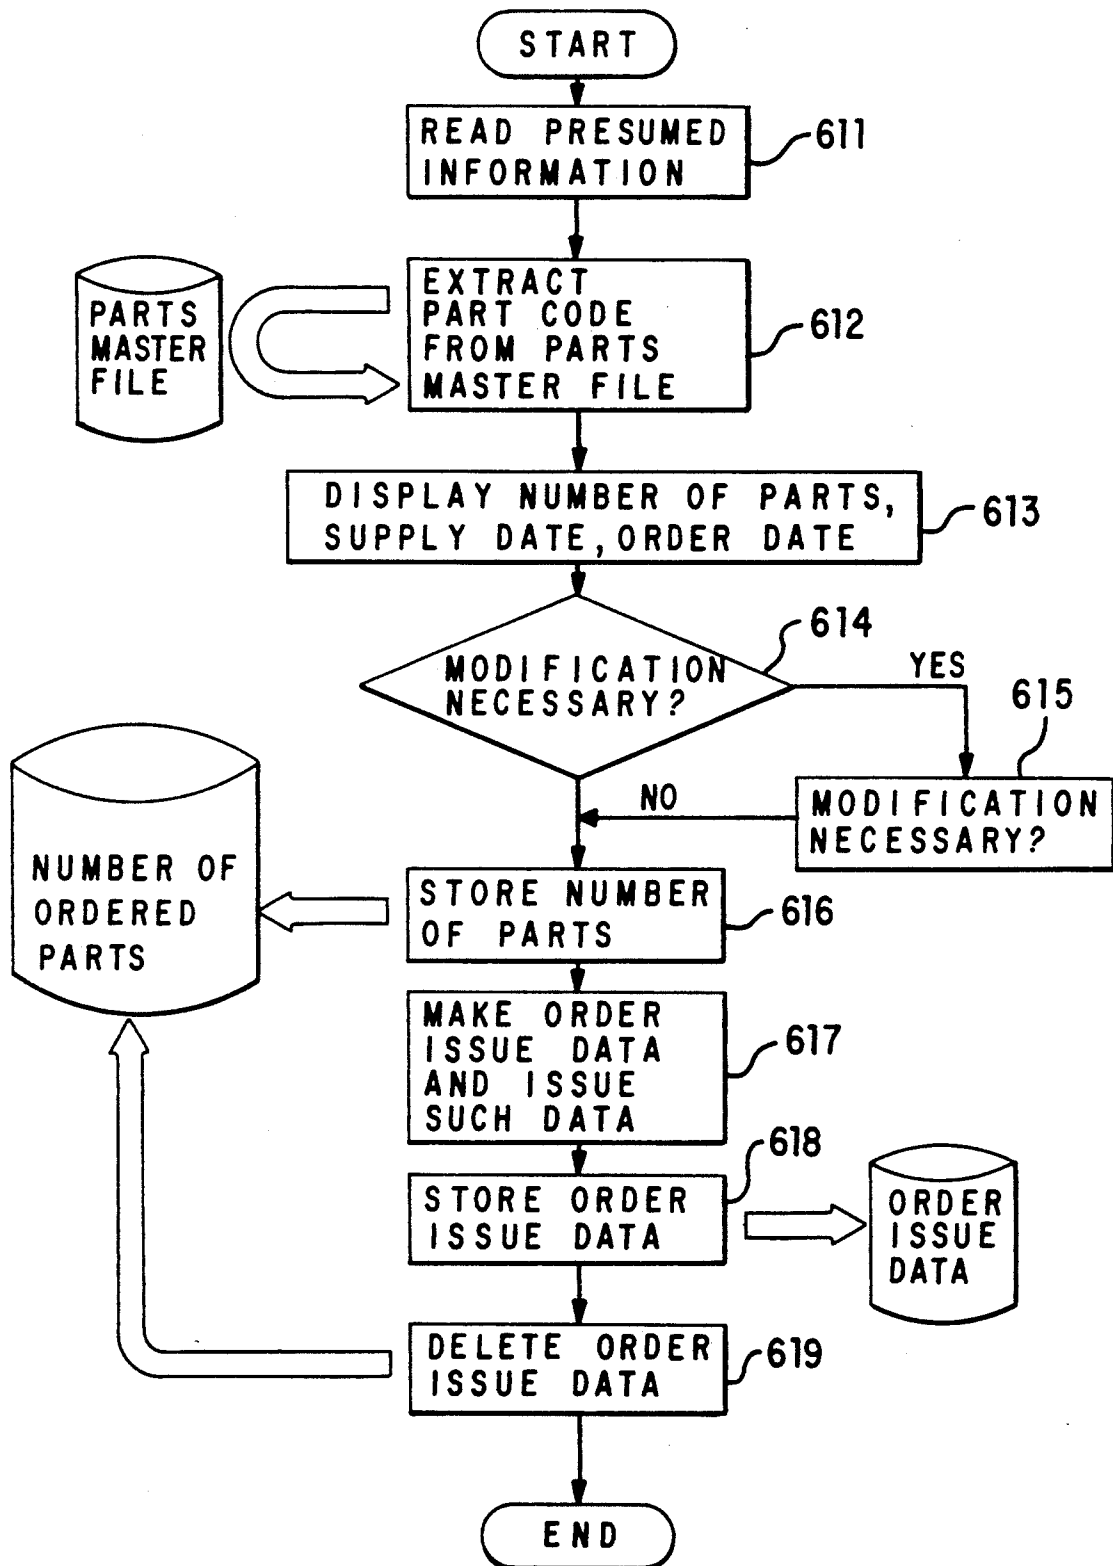 START
READ PRESUMED
INFORMATION
611
PARTS
MASTER
FILE
EXTRACT
PART CODE
FROM PARTS
MASTER FILE
612
DISPLAY NUMBER OF PARTS,
SUPPLY DATE, ORDER DATE
613
MODIFICATION
NECESSARY?
614
YES
615
MODIFICATION
NECESSARY?
NO
NUMBER OF
ORDERED
PARTS
STORE NUMBER
OF PARTS
616
MAKE ORDER
ISSUE DATA
AND ISSUE
SUCH DATA
617
STORE ORDER
ISSUE DATA
618
ORDER
ISSUE
DATA
DELETE ORDER
ISSUE DATA
619
END